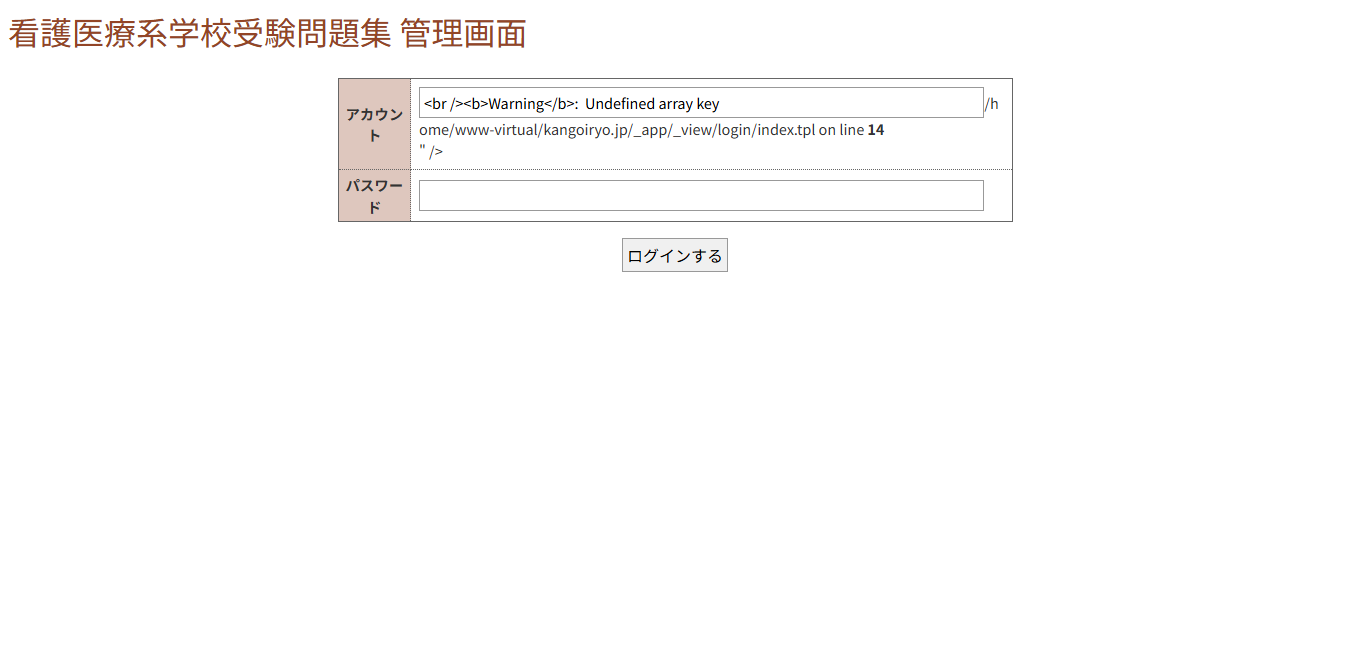 看護医療系学校受験問題集 管理画面
アカウン
ト
<br /><b>Warning</b>:  Undefined array key
/h
ome/www-virtual/kangoiryo.jp/_app/_view/login/index.tpl on line 14
" />
パスワー
ド
ログインする